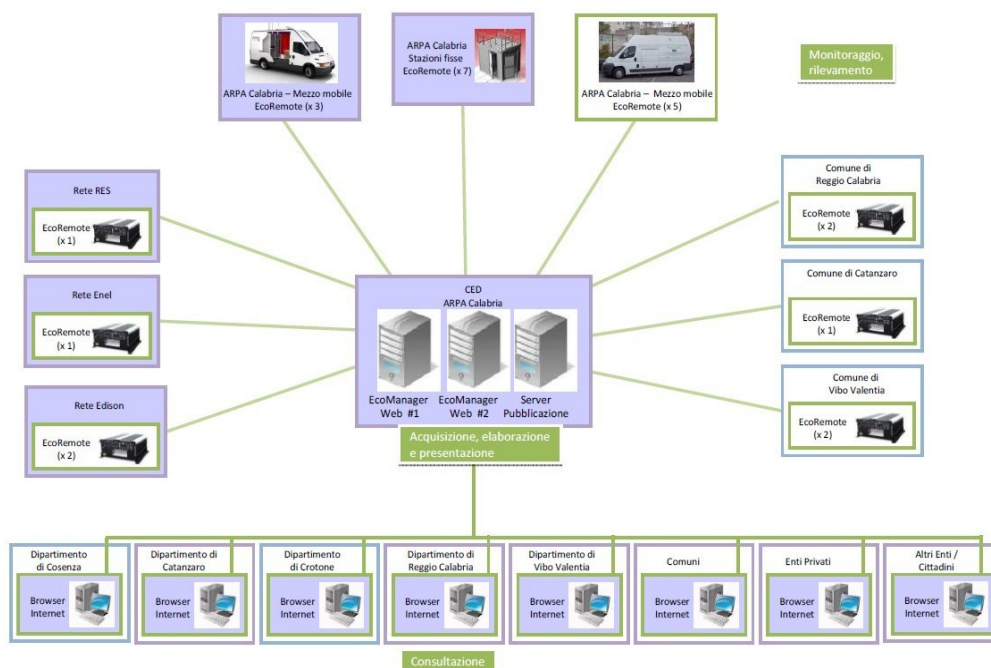 ARPA Calabria – Mezzo mobile
EcoRemote (x 3)
ARPA Calabria
Stazioni fisse
EcoRemote (x 7)
ARPA Calabria – Mezzo mobile
EcoRemote (x 5)
Monitoraggio,
rilevamento
Rete RES
EcoRemote
(x 1)
Rete Enel
EcoRemote
(x 1)
Rete Edison
EcoRemote
(x 2)
CED
ARPA Calabria
EcoManager
Web #1
EcoManager
Web #2
Server
Pubblicazione
Acquisizione, elaborazione
e presentazione
Comune di
Reggio Calabria
EcoRemote
(x 2)
Comune di Catanzaro
EcoRemote
(x 1)
Comune di
Vibo Valentia
EcoRemote
(x 2)
Dipartimento
di Cosenza
Browser
Internet
Dipartimento di
Catanzaro
Browser
Internet
Dipartimento
di Crotone
Browser
Internet
Dipartimento di
Reggio Calabria
Browser
Internet
Dipartimento di
Vibo Valentia
Browser
Internet
Comuni
Browser
Internet
Enti Privati
Browser
Internet
Altri Enti /
Cittadini
Browser
Internet
Consultazione